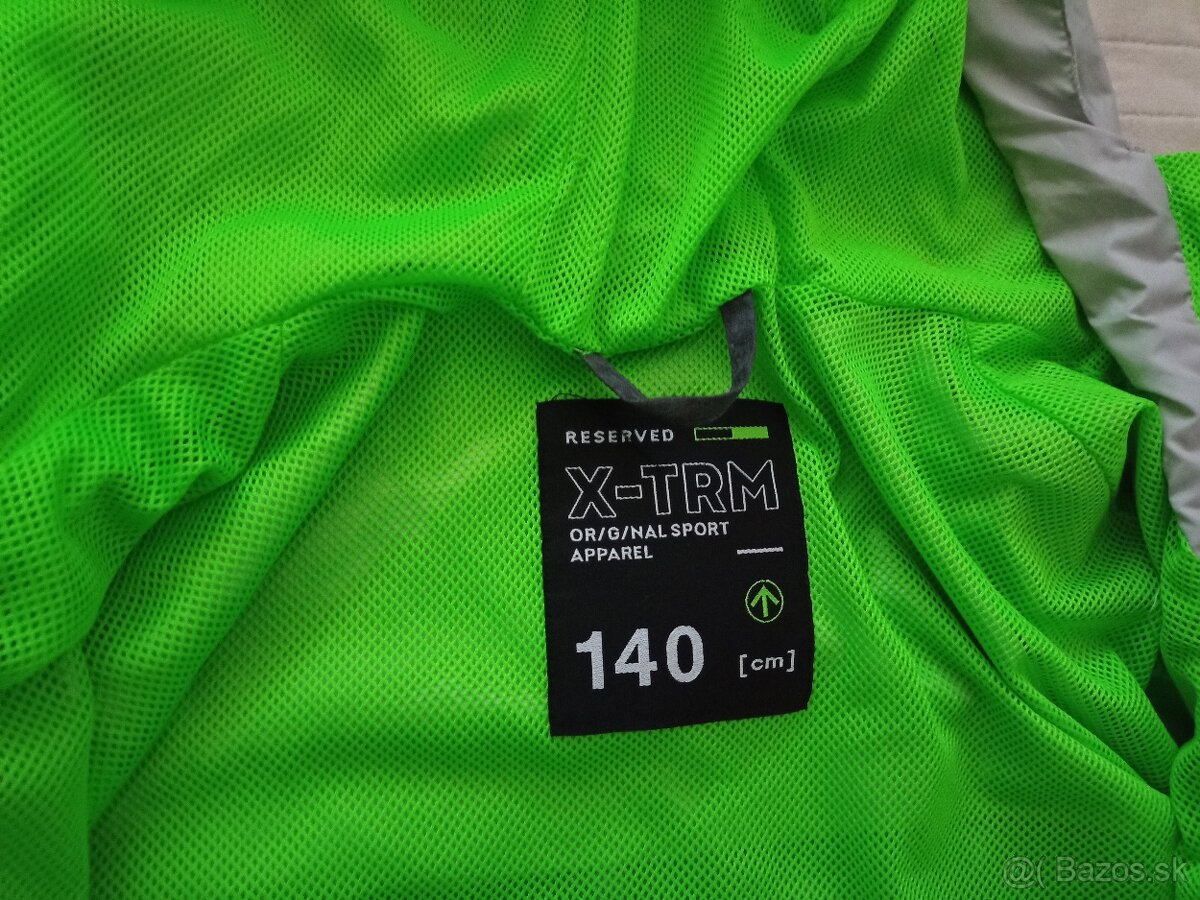 RESERVED
X-TRM
OR/G/NAL SPORT
APPAREL
140 [cm]
@( Bazos.sk